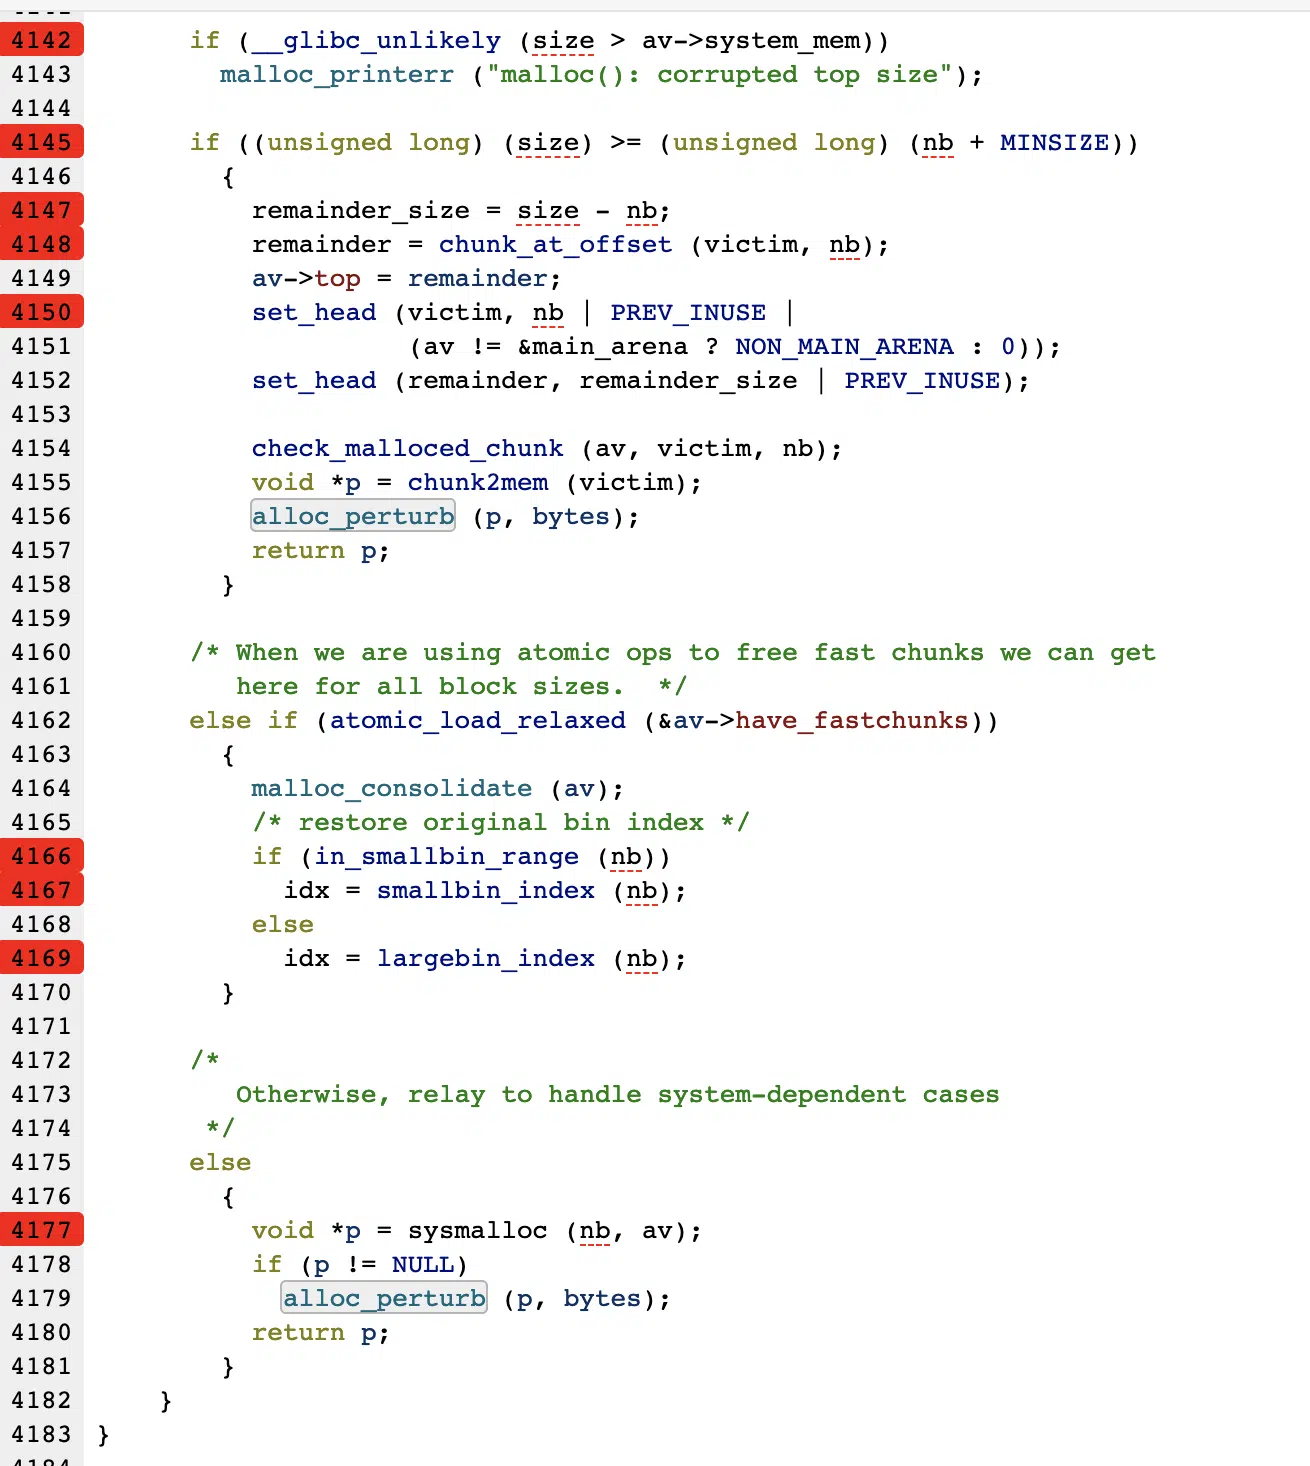 4142 if (__glibc_unlikely (size > av->system_mem))
4143 malloc_printerr ("malloc(): corrupted top size");
4144
4145 if ((unsigned long) (size) >= (unsigned long) (nb + MINSIZE))
4146 {
4147 remainder_size = size - nb;
4148 remainder = chunk_at_offset (victim, nb);
4149 av->top = remainder;
4150 set_head (victim, nb | PREV_INUSE |
4151 (av != &main_arena ? NON_MAIN_ARENA : 0));
4152 set_head (remainder, remainder_size | PREV_INUSE);
4153
4154 check_malloced_chunk (av, victim, nb);
4155 void *p = chunk2mem (victim);
4156 alloc_perturb (p, bytes);
4157 return p;
4158 }
4159
4160 /* When we are using atomic ops to free fast chunks we can get
4161 here for all block sizes.  */
4162 else if (atomic_load_relaxed (&av->have_fastchunks))
4163 {
4164 malloc_consolidate (av);
4165 /* restore original bin index */
4166 if (in_smallbin_range (nb))
4167 idx = smallbin_index (nb);
4168 else
4169 idx = largebin_index (nb);
4170 }
4171
4172 /*
4173 Otherwise, relay to handle system-dependent cases
4174 */
4175 else
4176 {
4177 void *p = sysmalloc (nb, av);
4178 if (p != NULL)
4179 alloc_perturb (p, bytes);
4180 return p;
4181 }
4182 }
4183 }